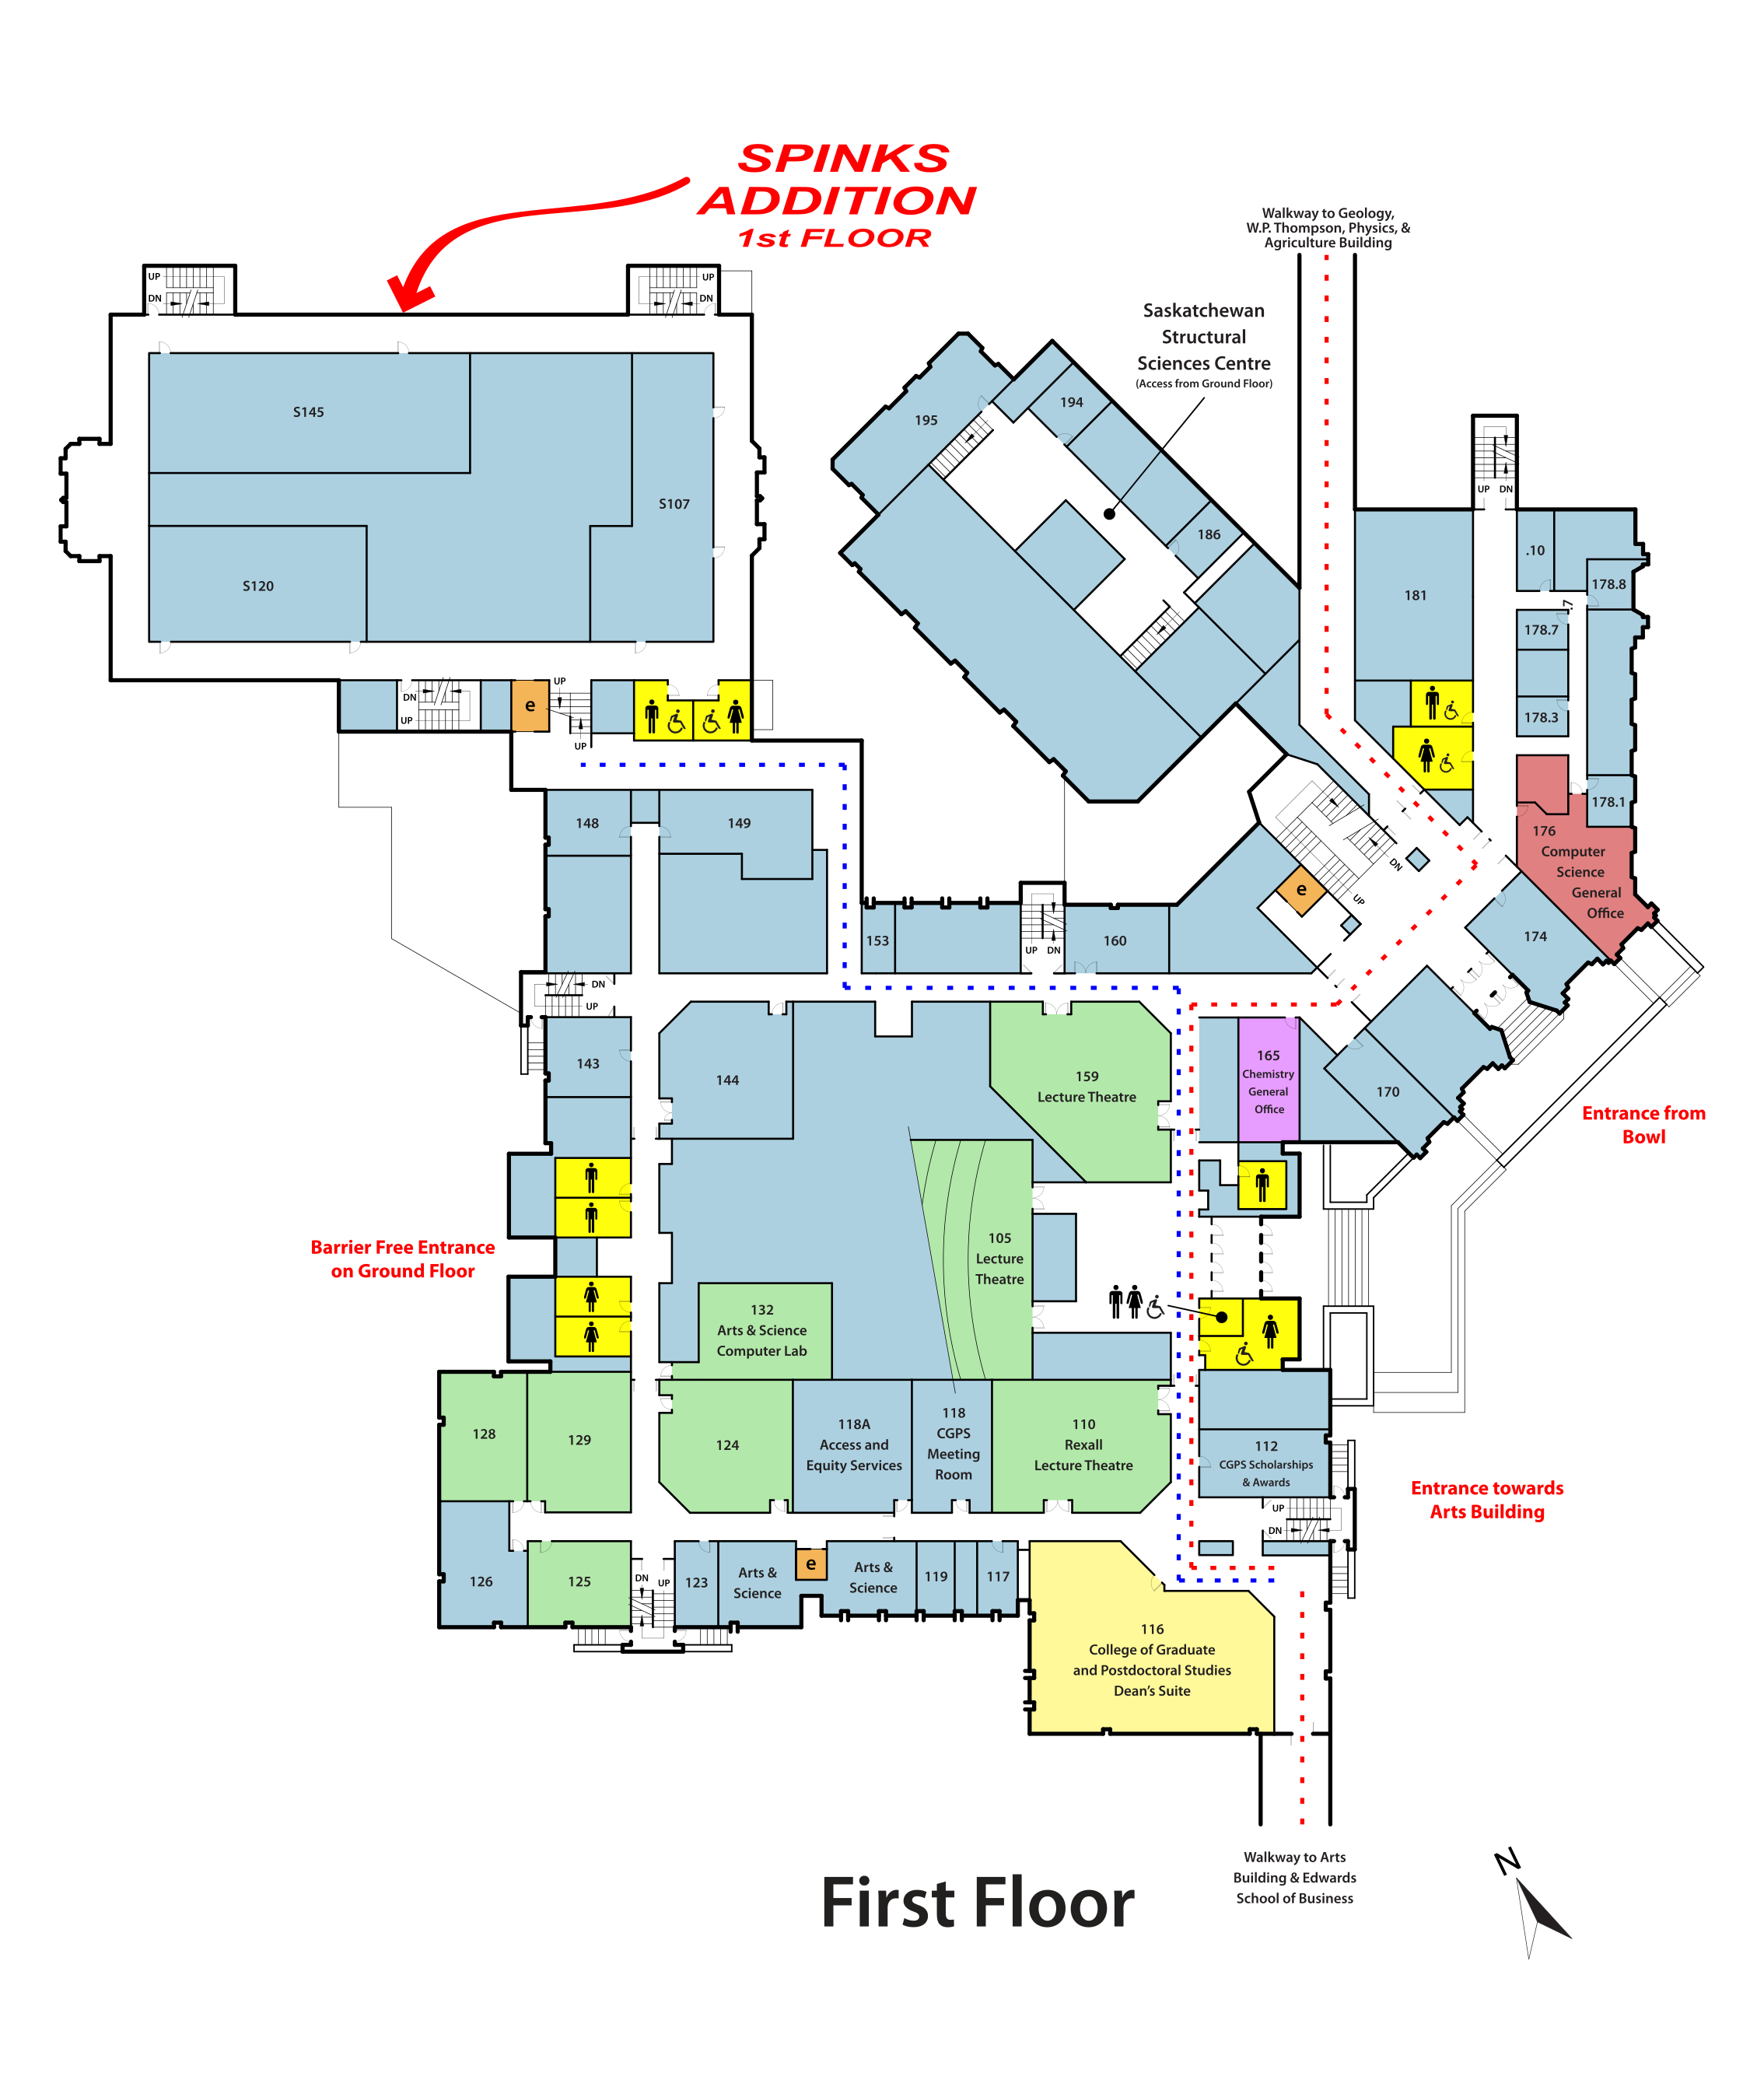 SPINKS
ADDITION
1st FLOOR
Walkway to Geology,
W.P. Thompson, Physics, &
Agriculture Building
UP
DN
UP
DN
Saskatchewan
Structural
Sciences Centre
(Access from Ground Floor)
S145
S107
S120
195
194
186
UP DN
181
.10
178.8
.7
178.7
178.3
178.1
176
Computer
Science
General
Office
174
DN
UP
e
UP
UP
DN
UP
e
148
149
153
UP DN
160
DN
UP
143
144
159
Lecture Theatre
165
Chemistry
General
Office
170
Entrance from
Bowl
Barrier Free Entrance
on Ground Floor
105
Lecture
Theatre
132
Arts & Science
Computer Lab
128
129
124
118A
Access and
Equity Services
118
CGPS
Meeting
Room
110
Rexall
Lecture Theatre
112
CGPS Scholarships
& Awards
Entrance towards
Arts Building
UP
DN
126
125
DN
UP
123
Arts &
Science
e
Arts &
Science
119
117
116
College of Graduate
and Postdoctoral Studies
Dean's Suite
Walkway to Arts
Building & Edwards
School of Business
First Floor
N